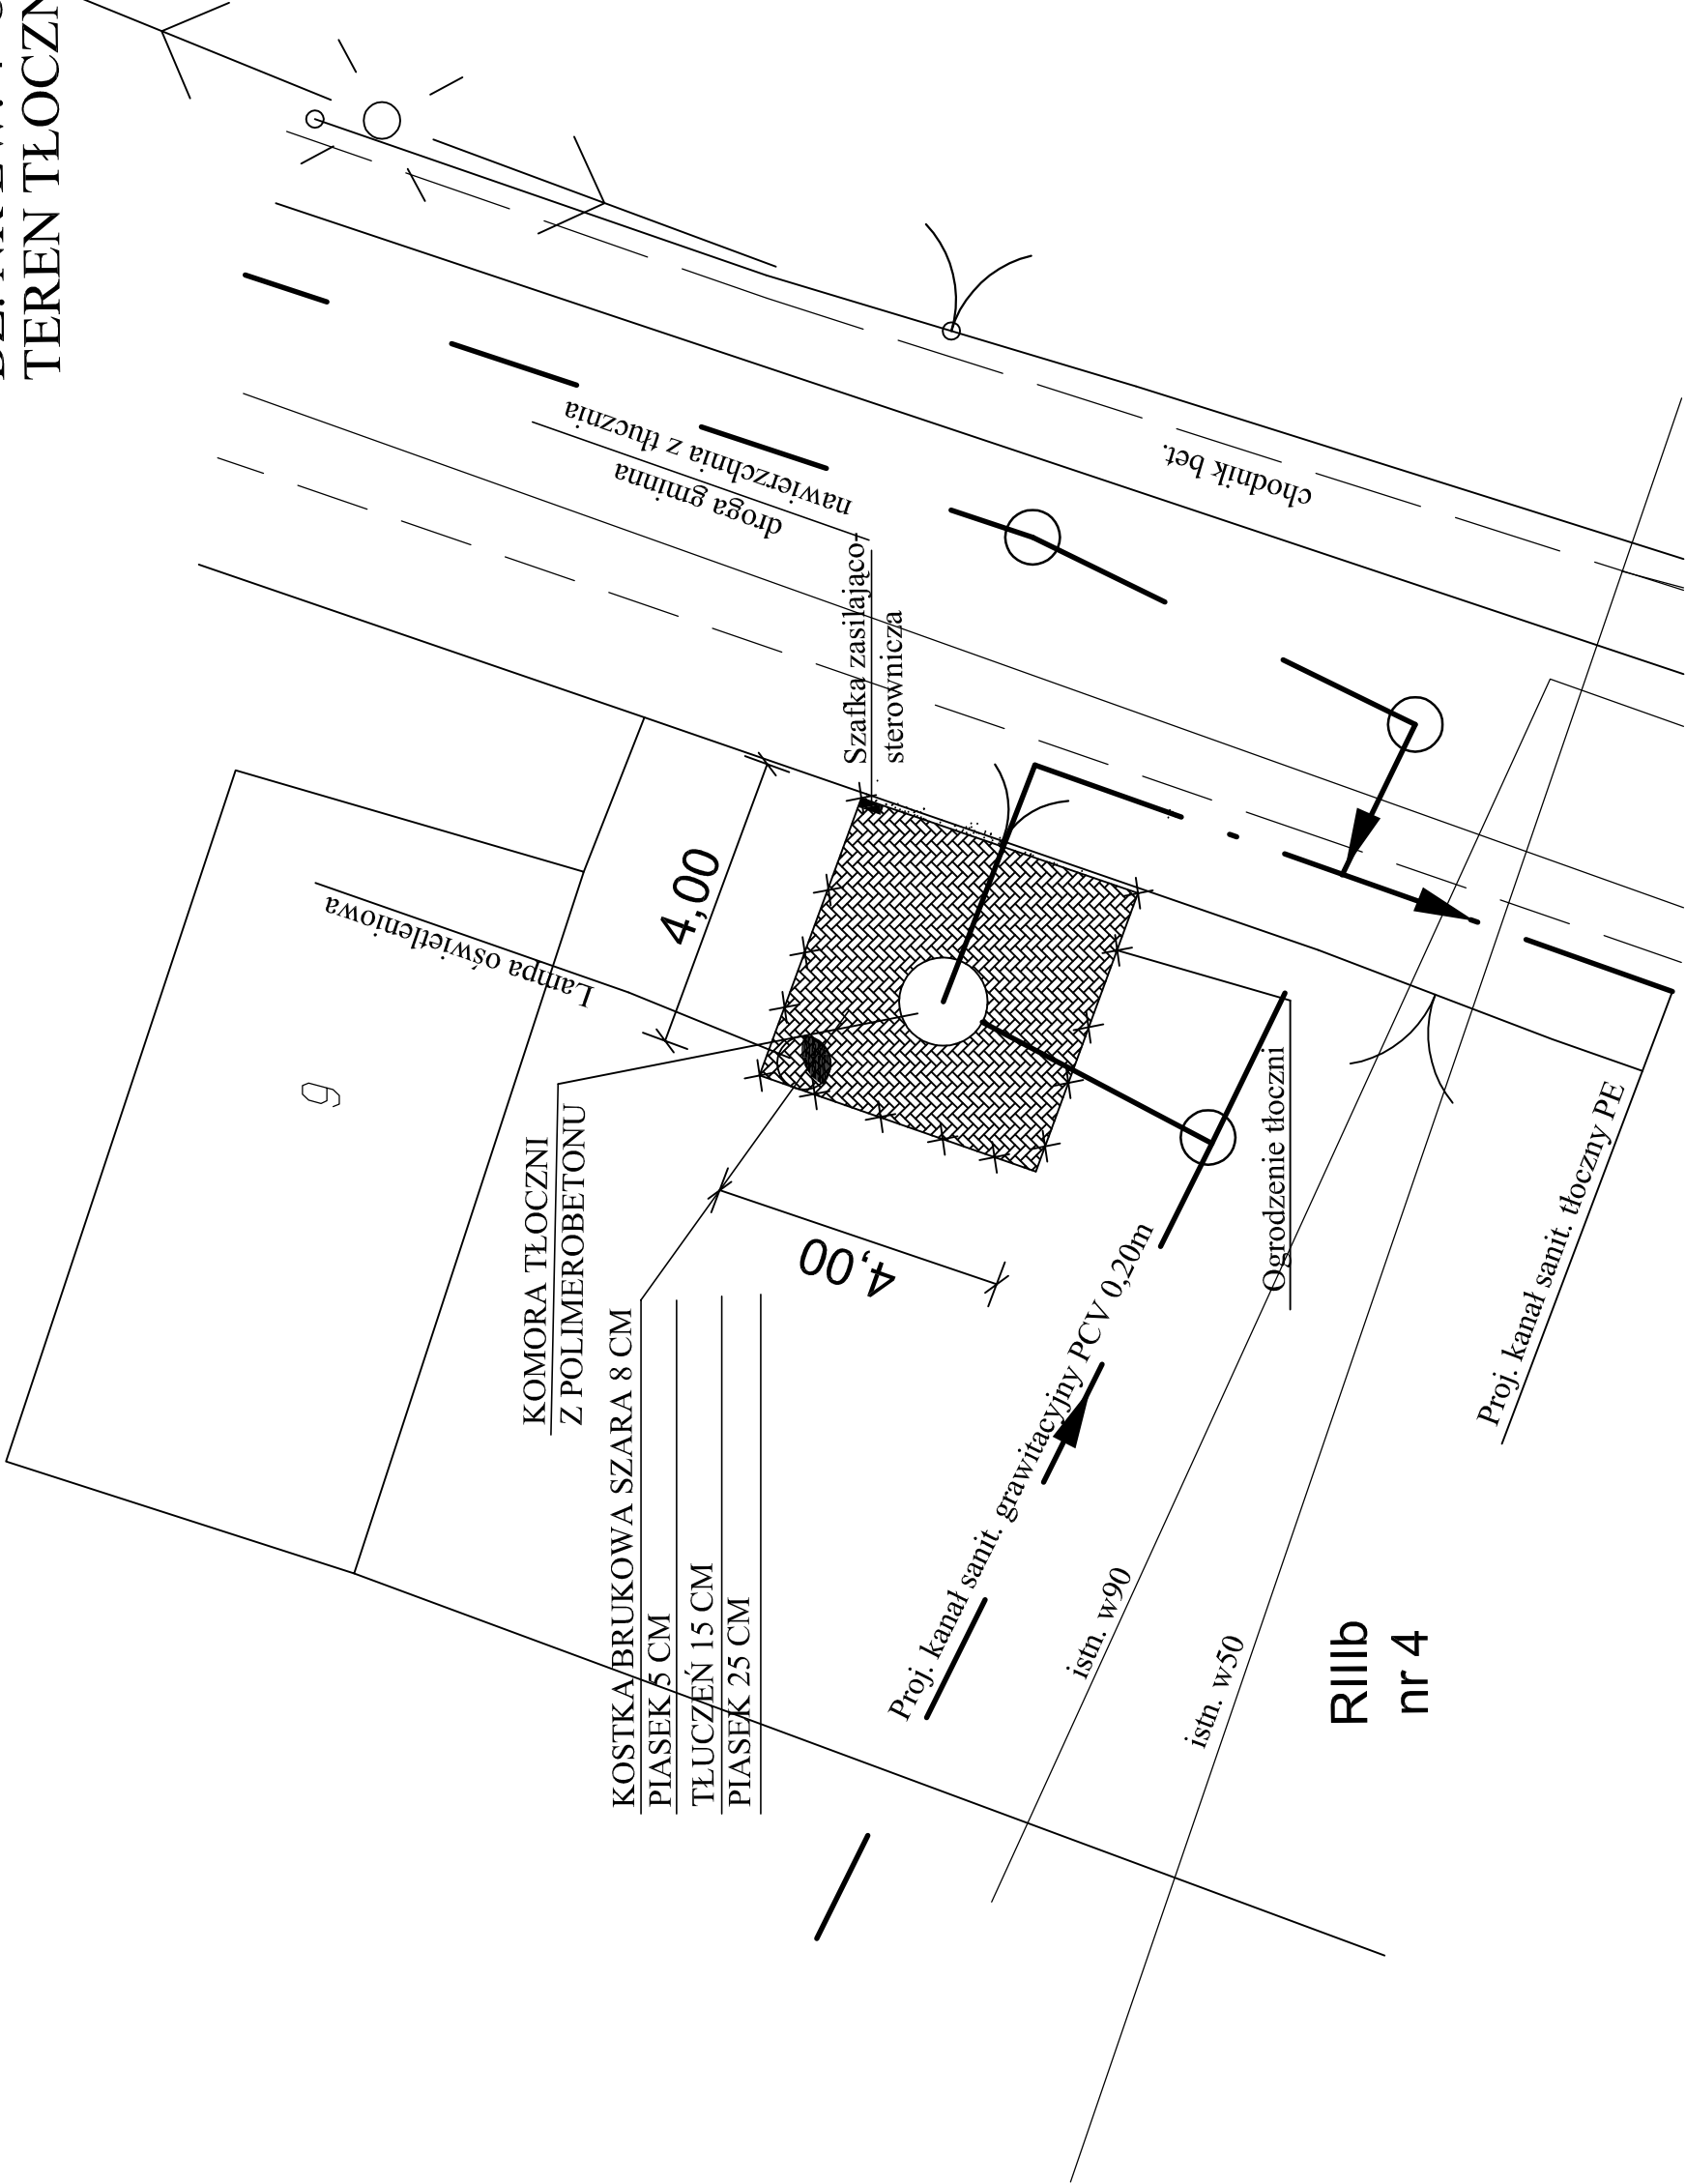 TEREN TŁOCZN
nawierzchnia z tłucznia
droga gminna
chodnik bet.
Szafka zasilająco-
sterownicza
Lampa oświetleniowa
4,00
4,00
KOMORA TŁOCZNI
Z POLIMEROBETONU
KOSTKA BRUKOWA SZARA 8 CM
PIASEK 5 CM
TŁUCZEŃ 15 CM
PIASEK 25 CM
Ogrodzenie tłoczni
Proj. kanał sanit. grawitacyjny PCV 0,20m
Proj. kanał sanit. tłoczny PE
istn. w90
istn. w50
RIIIb
nr 4